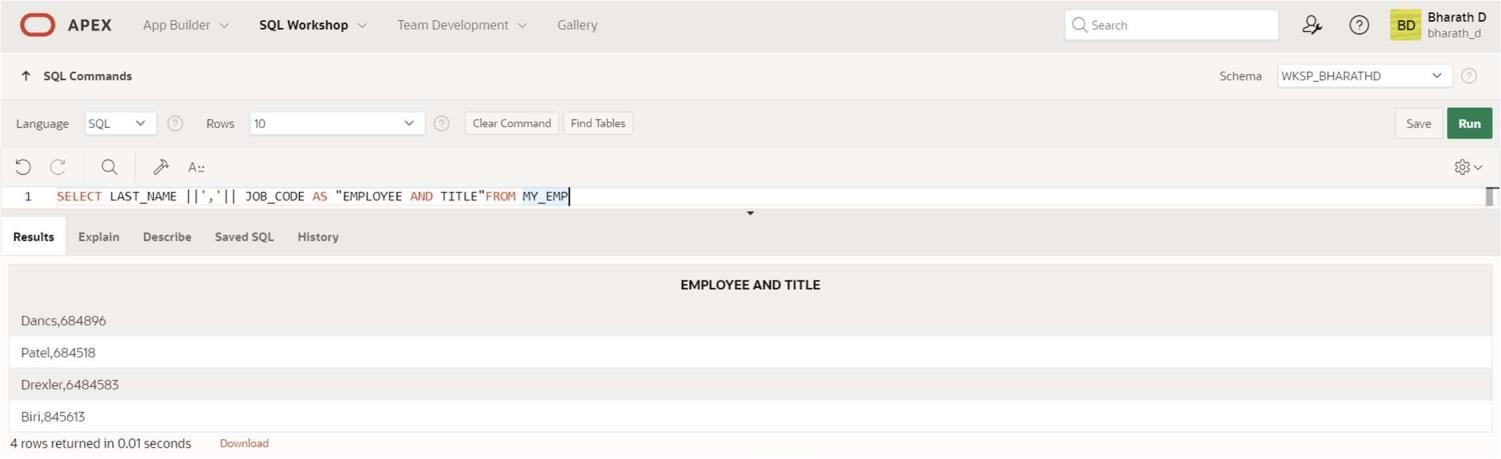 APEX App Builder SQL Workshop Team Development Gallery Search BD Bharath D
bharath_d
SQL Commands Schema WKSP_BHARATHD
Language SQL Rows 10 Clear Command Find Tables Save Run
A::
1 SELECT LAST_NAME ||','|| JOB_CODE AS "EMPLOYEE AND TITLE"FROM MY_EMP
Results Explain Describe Saved SQL History
EMPLOYEE AND TITLE
Dancs,684896
Patel,684518
Drexler,6484583
Biri,845613
4 rows returned in 0.01 seconds Download